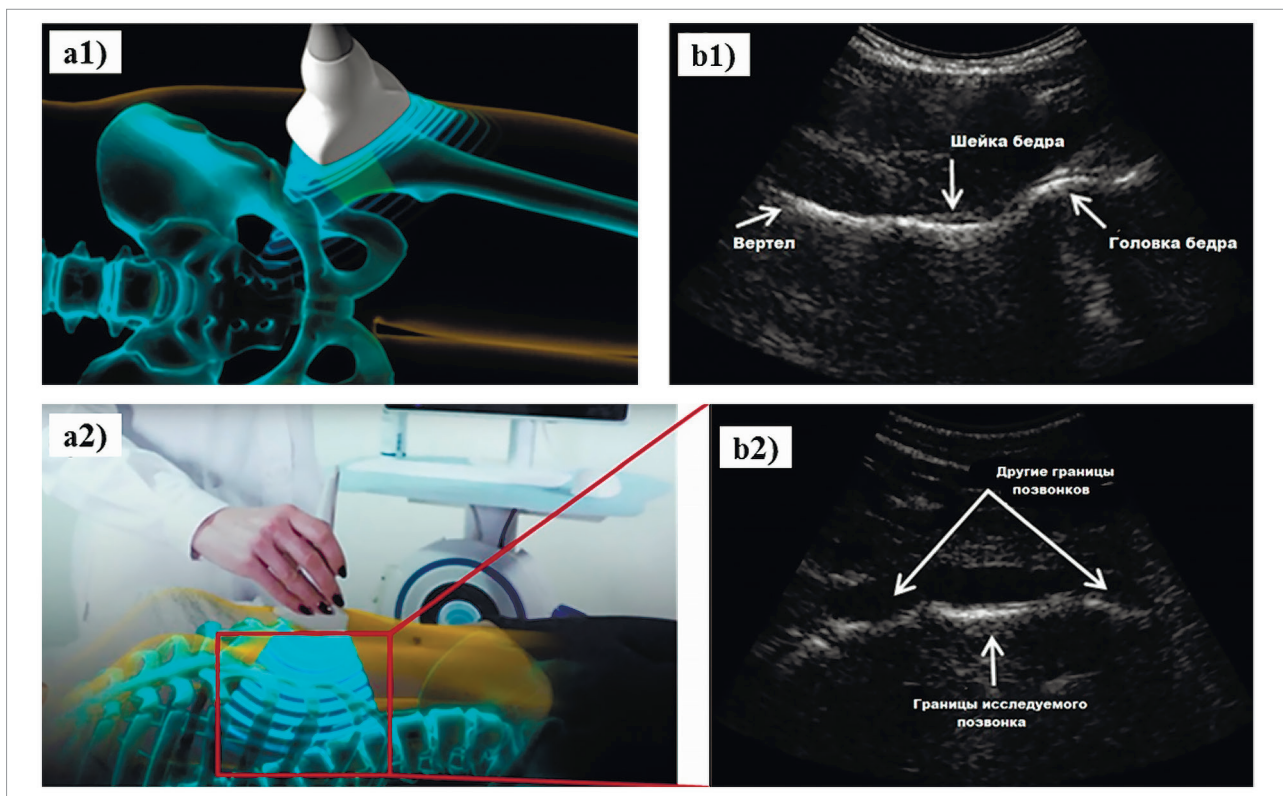 a1)
b1)
Шейка бедра
Вертел
Головка бедра
a2)
b2)
Другие границы
позвонков
Границы исследуемого
позвонка